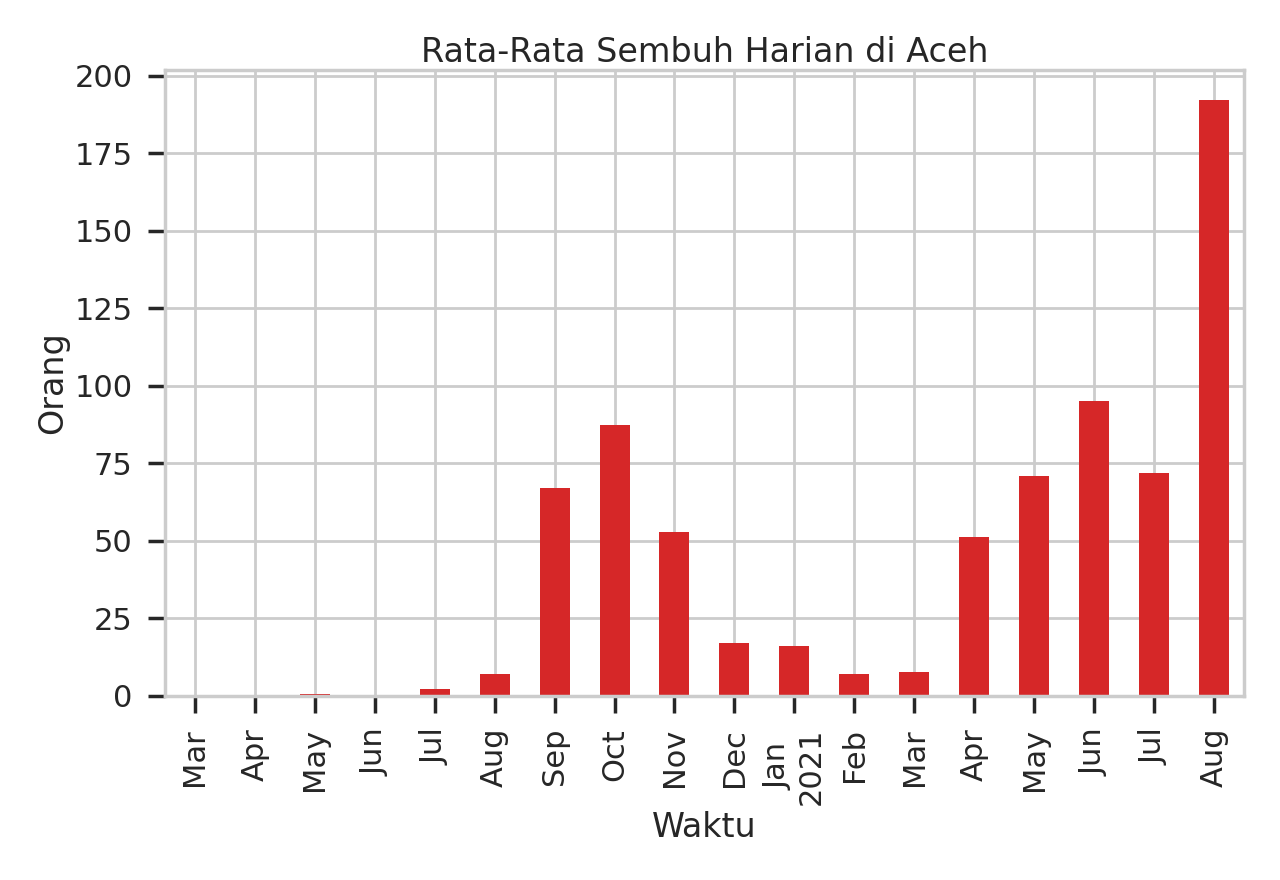 Rata-Rata Sembuh Harian di Aceh
200
175
150
125
100
75
50
25
0
Orang
Mar
Apr
May
Jun
Jul
Aug
Sep
Oct
Nov
Dec
Jan
2021
Feb
Mar
Apr
May
Jun
Jul
Aug
Waktu